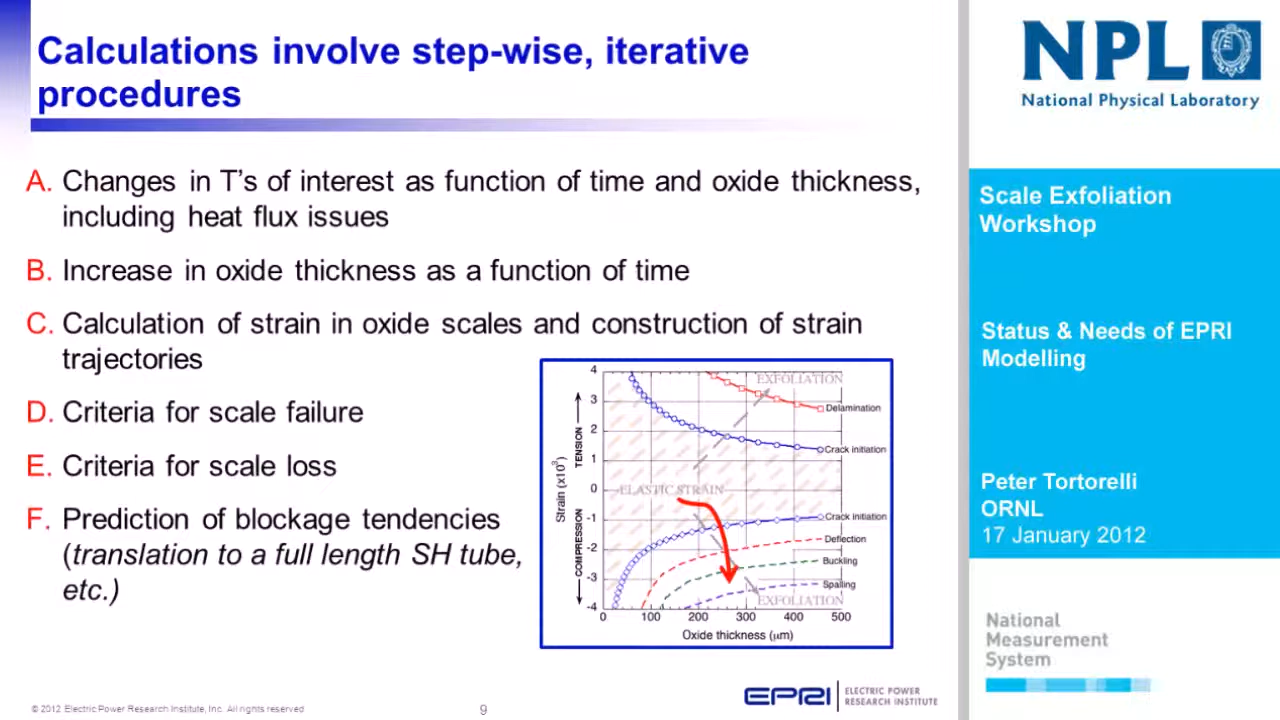 Calculations involve step-wise, iterative
procedures
A. Changes in T's of interest as function of time and oxide thickness,
including heat flux issues
B. Increase in oxide thickness as a function of time
C. Calculation of strain in oxide scales and construction of strain
trajectories
D. Criteria for scale failure
E. Criteria for scale loss
F. Prediction of blockage tendencies
(translation to a full length SH tube,
etc.)
4
3
2
1
0
-1
-2
-3
-4
Strain (x10³)
TENSION
COMPRESSION
EXFOLIATION
Delamination
Crack initiation
ELASTIC STRAIN
Crack initiation
Deflection
Buckling
Spalling
EXFOLIATION
0 100 200 300 400 500
Oxide thickness (μm)
© 2012 Electric Power Research Institute, Inc. All rights reserved
9
EPRI
ELECTRIC POWER
RESEARCH INSTITUTE
NPL
National Physical Laboratory
Scale Exfoliation
Workshop
Status & Needs of EPRI
Modelling
Peter Tortorelli
ORNL
17 January 2012
National
Measurement
System